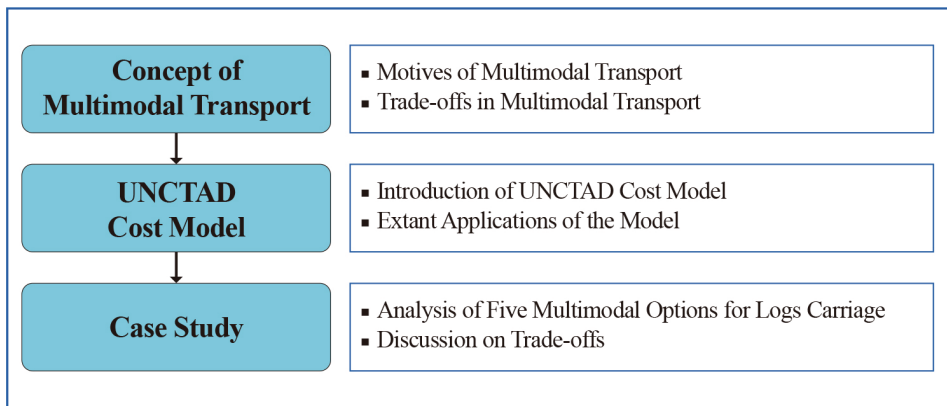 Concept of
Multimodal Transport
▪ Motives of Multimodal Transport
▪ Trade-offs in Multimodal Transport
UNCTAD
Cost Model
▪ Introduction of UNCTAD Cost Model
▪ Extant Applications of the Model
Case Study
▪ Analysis of Five Multimodal Options for Logs Carriage
▪ Discussion on Trade-offs